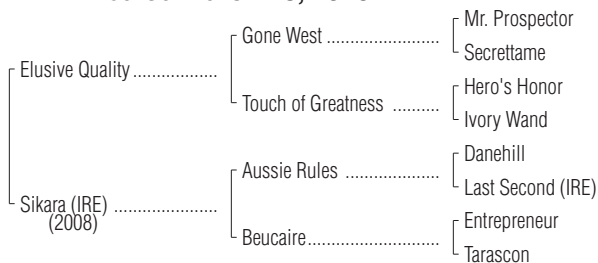 Gone West
Mr. Prospector
Secrettame
Elusive Quality
Touch of Greatness
Hero's Honor
Ivory Wand
Aussie Rules
Danehill
Last Second (IRE)
Sikara (IRE)
(2008)
Beucaire
Entrepreneur
Tarascon